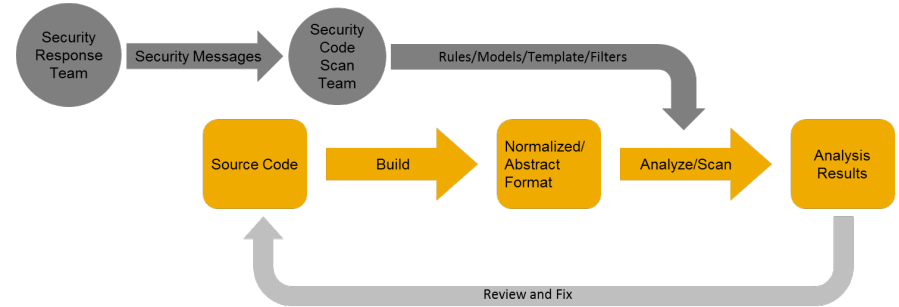 Security
Response
Team
Security Messages
Security
Code
Scan
Team
Rules/Models/Template/Filters
Source Code
Build
Normalized/
Abstract
Format
Analyze/Scan
Analysis
Results
Review and Fix